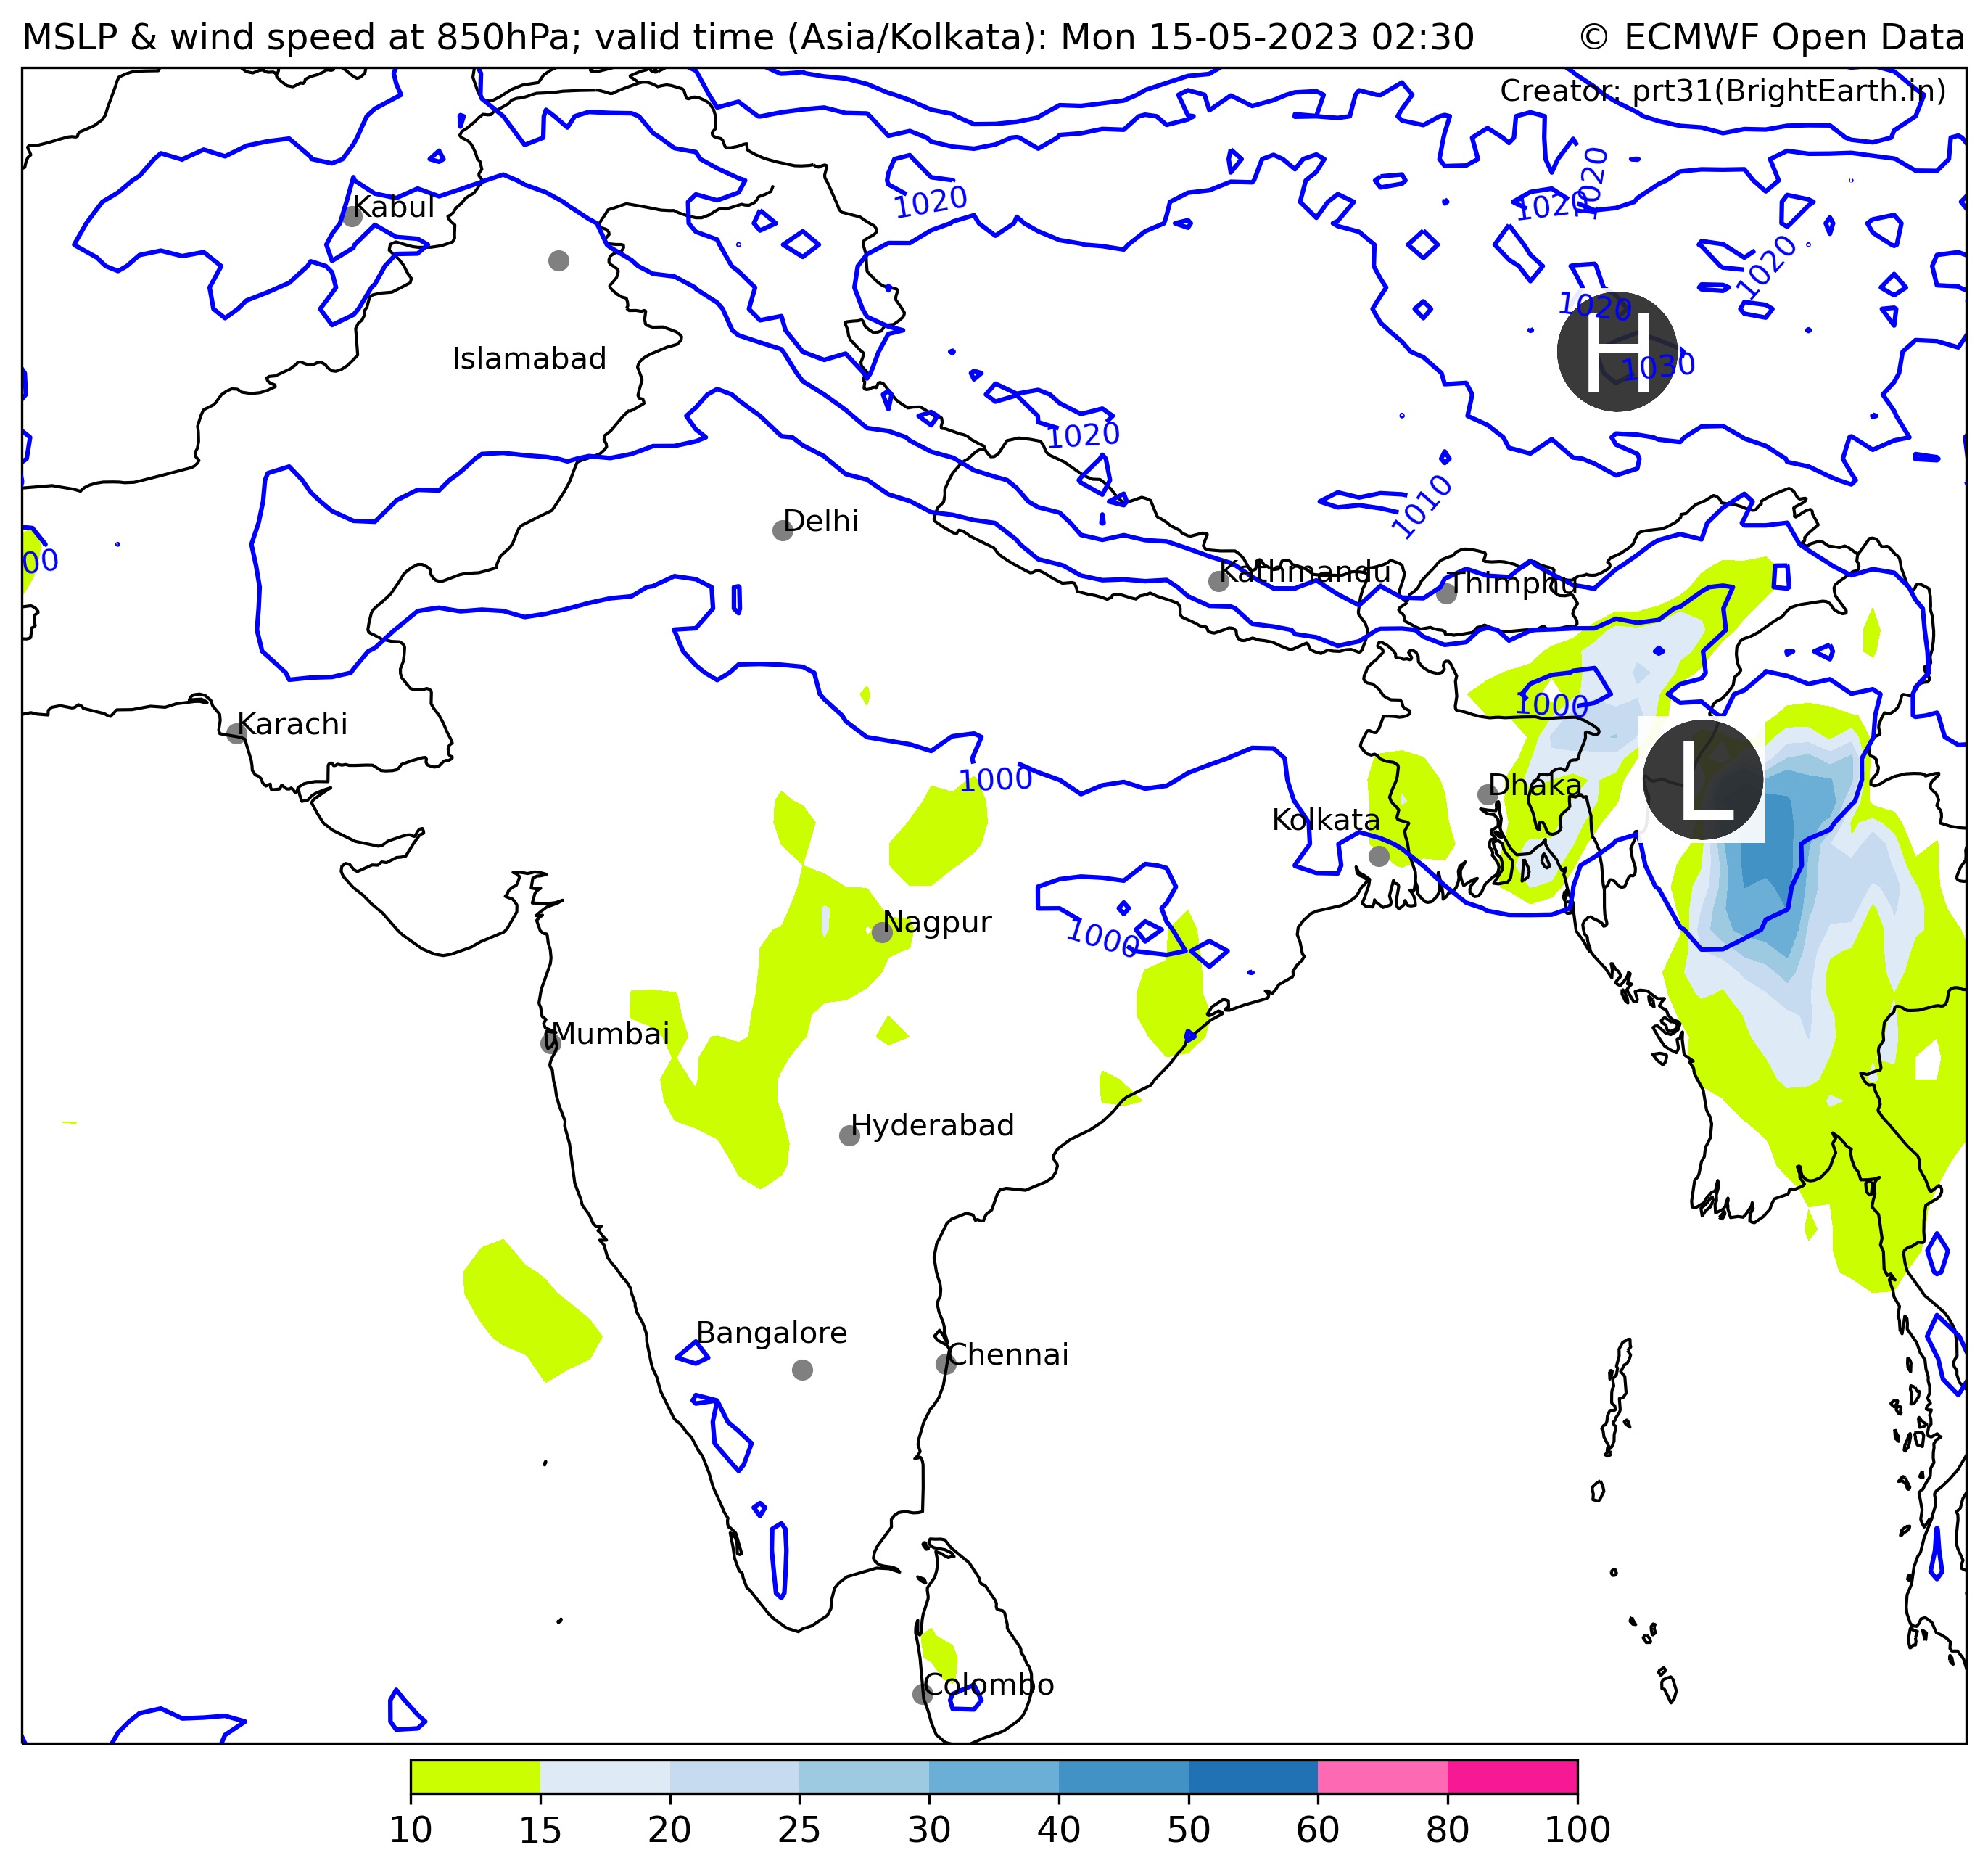 MSLP & wind speed at 850hPa; valid time (Asia/Kolkata): Mon 15-05-2023 02:30 © ECMWF Open Data
Creator: prt31(BrightEarth.in)
1020
1020
1020
Kabul
1020
1020
H
1030
Islamabad
1020
1010
Delhi
00
Kathmandu
Thimphu
1000
Karachi
1000
L
Dhaka
Kolkata
Nagpur
1000
Mumbai
Hyderabad
Bangalore
Chennai
Colombo
10 15 20 25 30 40 50 60 80 100